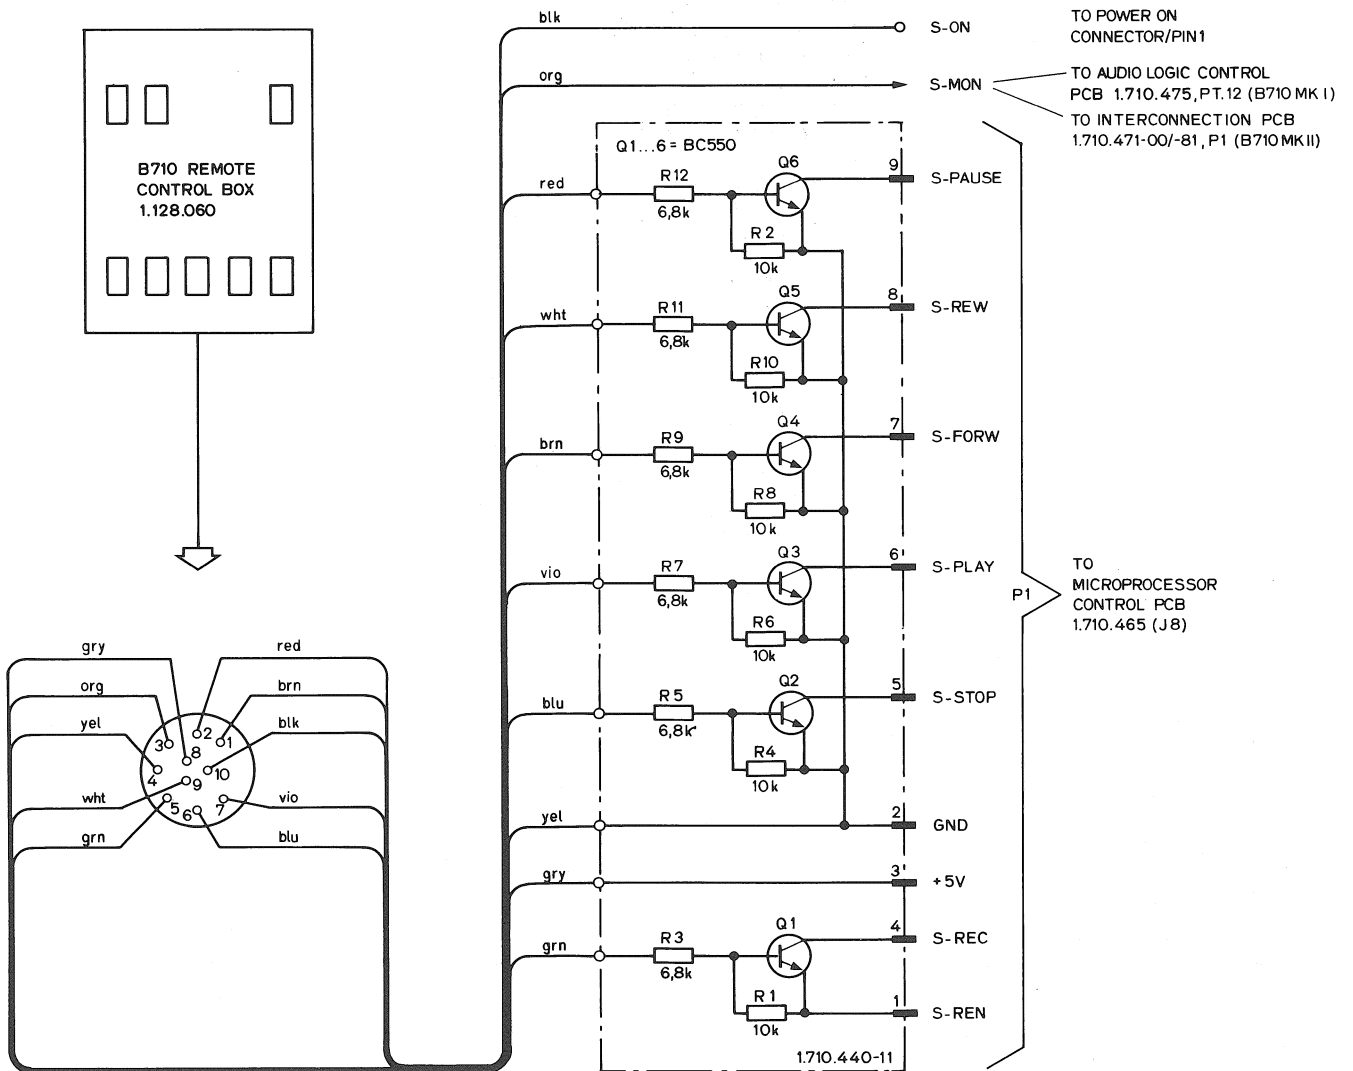 blk
S-ON
TO POWER ON
CONNECTOR/PIN1
org
S-MON
TO AUDIO LOGIC CONTROL
PCB 1.710.475, PT.12 (B710 MK I)
TO INTERCONNECTION PCB
1.710.471-00/-81, P1 (B710 MK II)
B710 REMOTE
CONTROL BOX
1.128.060
Q1...6 = BC550
red
R12
6,8k
Q6
R2
10k
9
S-PAUSE
wht
R11
6,8k
Q5
R10
10k
8
S-REW
brn
R9
6,8k
Q4
R8
10k
7
S-FORW
vio
R7
6,8k
Q3
R6
10k
6
S-PLAY
P1
TO
MICROPROCESSOR
CONTROL PCB
1.710.465 (J8)
blu
R5
6,8k
Q2
R4
10k
5
S-STOP
yel
2
GND
gry
3
+5V
grn
R3
6,8k
Q1
R1
10k
4
S-REC
1
S-REN
1.710.440-11
gry
red
org
brn
yel
blk
wht
vio
grn
blu
3
2
1
8
4
10
9
5
6
7